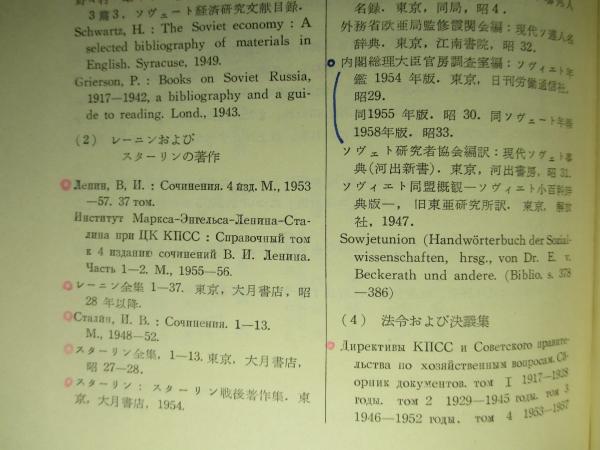 3篇3. ソヴェート経済研究文献目録.
Schwartz, H. : The Soviet economy : A
selected bibliography of materials in
English. Syracuse, 1949.
Grierson, P. : Books on Soviet Russia,
1917—1942, a bibliography and a gui-
de to reading. Lond., 1943.
(2) レーニンおよび
スターリンの著作
Ленин, В, И. : Сочинения. 4 изд. М., 1953
—57. 37 том.
Институт Маркса-Энгельса-Ленина-Ста-
лина при ЦК КПСС : Справочный том
к 4 изданию сочинений В. И. Ленина.
Часть 1—2. М., 1955—56.
レーニン全集 1—37. 東京, 大月書店, 昭
28 年以降.
Сталин, И. В. : Сочинения. 1—13.
М., 1948—52.
スターリン全集, 1—13. 東京. 大月書店,
昭 27—28.
スターリン : スターリン戦後著作集. 東
京, 大月書店, 1954.
名録. 東京, 同局, 昭 4.
外務省欧亜局監修霞関会編 : 現代ソ連人名
辞典. 東京, 江南書院, 昭 32.
内閣総理大臣官房調査室編 : ソヴィエト年
鑑 1954 年版. 東京, 日刊労働通信社,
昭29.
同1955 年版. 昭 30. 同ソヴェート年鑑
1958年版. 昭33.
ソヴェト研究者協会編訳 : 現代ソヴェト事
典(河出新書). 東京, 河出書房, 昭 31.
ソヴィエト同盟概観—ソヴィエト小百科辞
典版—, 旧東亜研究所訳. 東京, 解放
社, 1947.
Sowjetunion (Handwörterbuch der Sozial-
wissenschaften, hrsg., von Dr. E. v.
Beckerath und andere. (Biblio. s. 378
—386)
(4) 法令および決議集
Директивы КПСС и Советского правите-
льства по хозяйственным вопросам. Сб-
орник документов. том I 1917—1928
годы. том 2 1929—1945 годы. том 3
1946—1952 годы. том 4 1953—1957